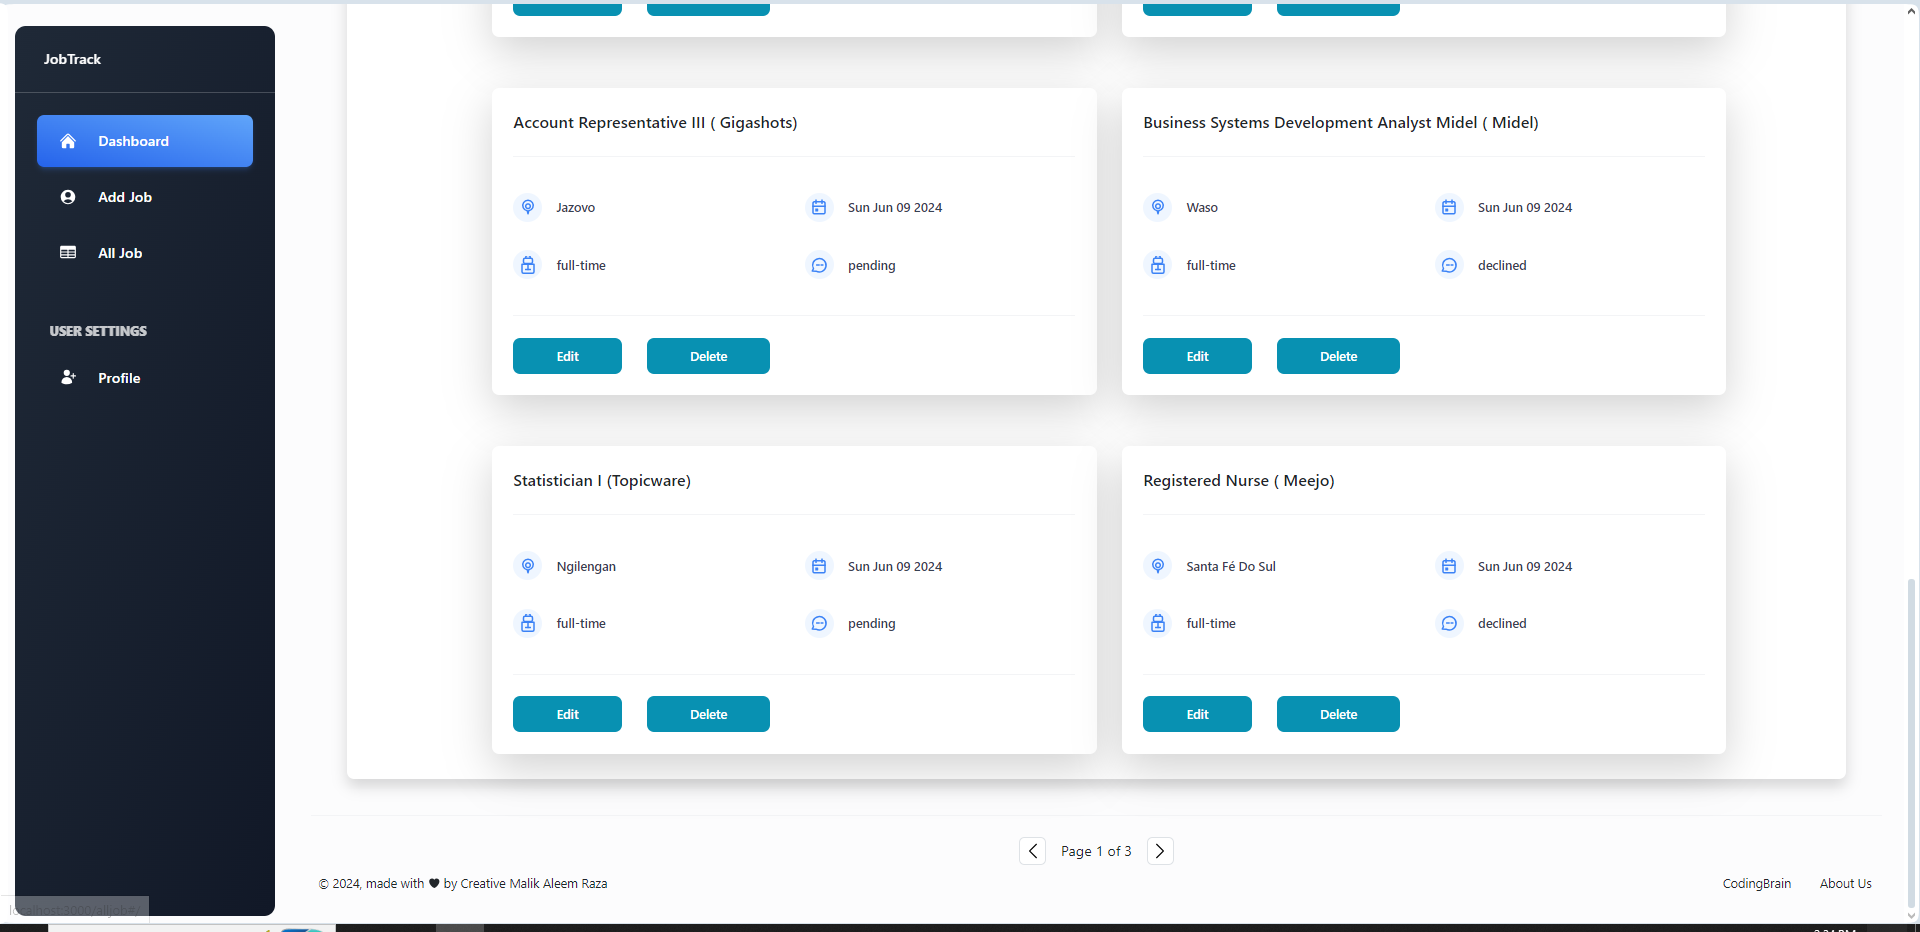 JobTrack
Dashboard
Add Job
All Job
USER SETTINGS
Profile
Account Representative III ( Gigashots)
Jazovo
Sun Jun 09 2024
full-time
pending
Edit
Delete
Business Systems Development Analyst Midel ( Midel)
Waso
Sun Jun 09 2024
full-time
declined
Edit
Delete
Statistician I (Topicware)
Ngilengan
Sun Jun 09 2024
full-time
pending
Edit
Delete
Registered Nurse ( Meejo)
Santa Fé Do Sul
Sun Jun 09 2024
full-time
declined
Edit
Delete
Page 1 of 3
© 2024, made with 🖤 by Creative Malik Aleem Raza
CodingBrain
About Us
localhost:3000/alljob#/